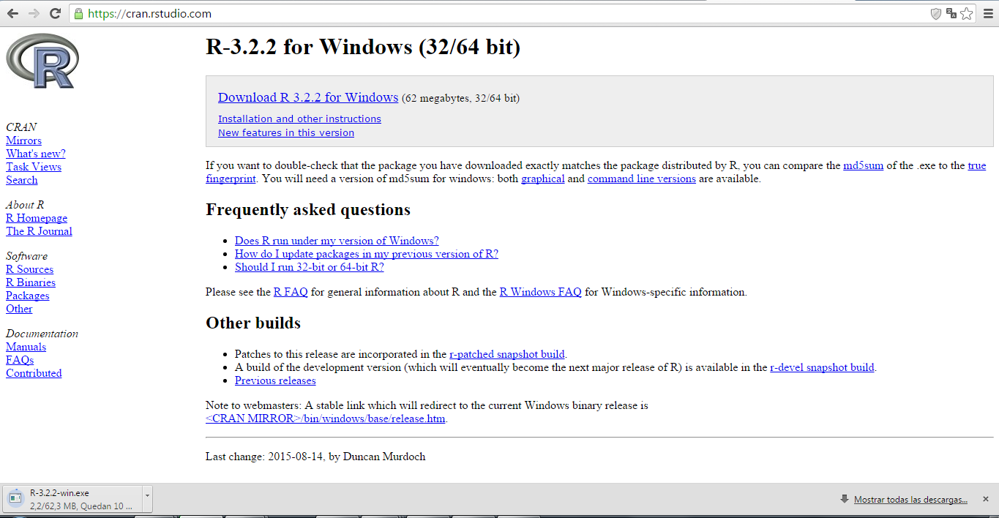 https://cran.rstudio.com
R
CRAN
Mirrors
What's new?
Task Views
Search
About R
R Homepage
The R Journal
Software
R Sources
R Binaries
Packages
Other
Documentation
Manuals
FAQs
Contributed
R-3.2.2 for Windows (32/64 bit)
Download R 3.2.2 for Windows (62 megabytes, 32/64 bit)
Installation and other instructions
New features in this version
If you want to double-check that the package you have downloaded exactly matches the package distributed by R, you can compare the md5sum of the .exe to the true
fingerprint. You will need a version of md5sum for windows: both graphical and command line versions are available.
Frequently asked questions
• Does R run under my version of Windows?
• How do I update packages in my previous version of R?
• Should I run 32-bit or 64-bit R?
Please see the R FAQ for general information about R and the R Windows FAQ for Windows-specific information.
Other builds
• Patches to this release are incorporated in the r-patched snapshot build.
• A build of the development version (which will eventually become the next major release of R) is available in the r-devel snapshot build.
• Previous releases
Note to webmasters: A stable link which will redirect to the current Windows binary release is
<CRAN MIRROR>/bin/windows/base/release.htm.
Last change: 2015-08-14, by Duncan Murdoch
R-3.2.2-win.exe
2,2/62,3 MB, Quedan 10 ...
Mostrar todas las descargas...